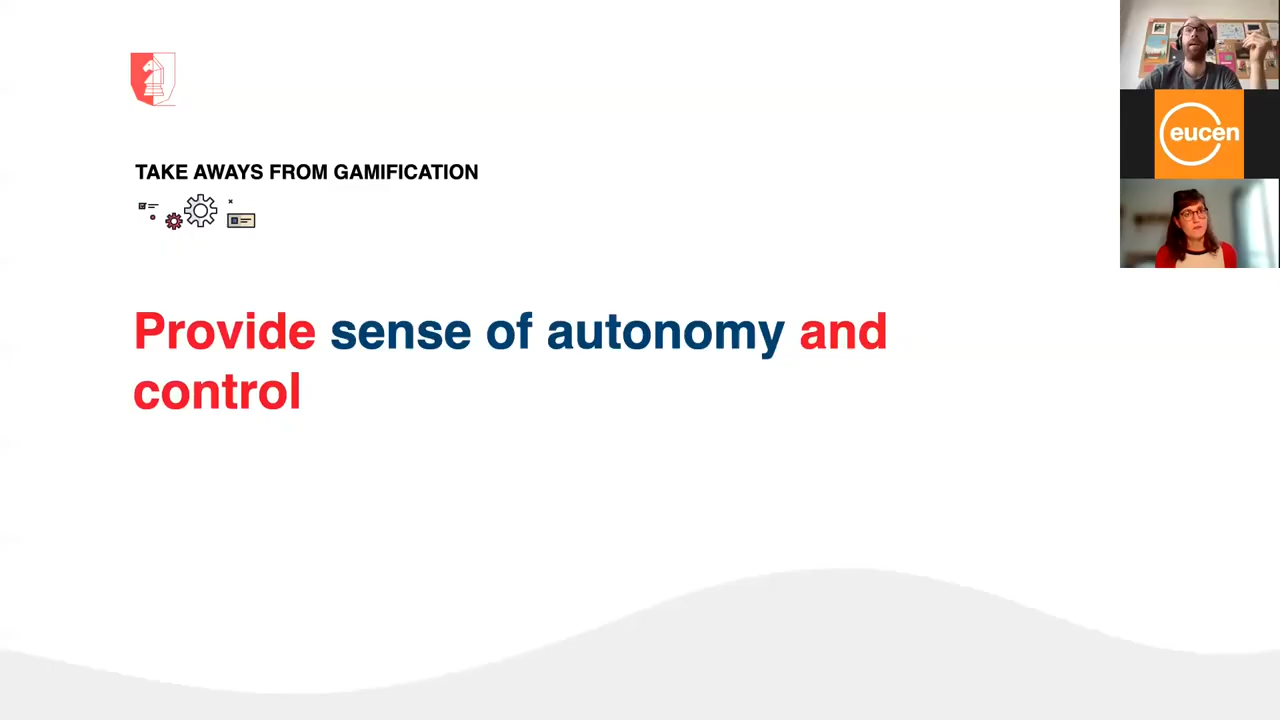 TAKE AWAYS FROM GAMIFICATION
Provide sense of autonomy and
control
eucen